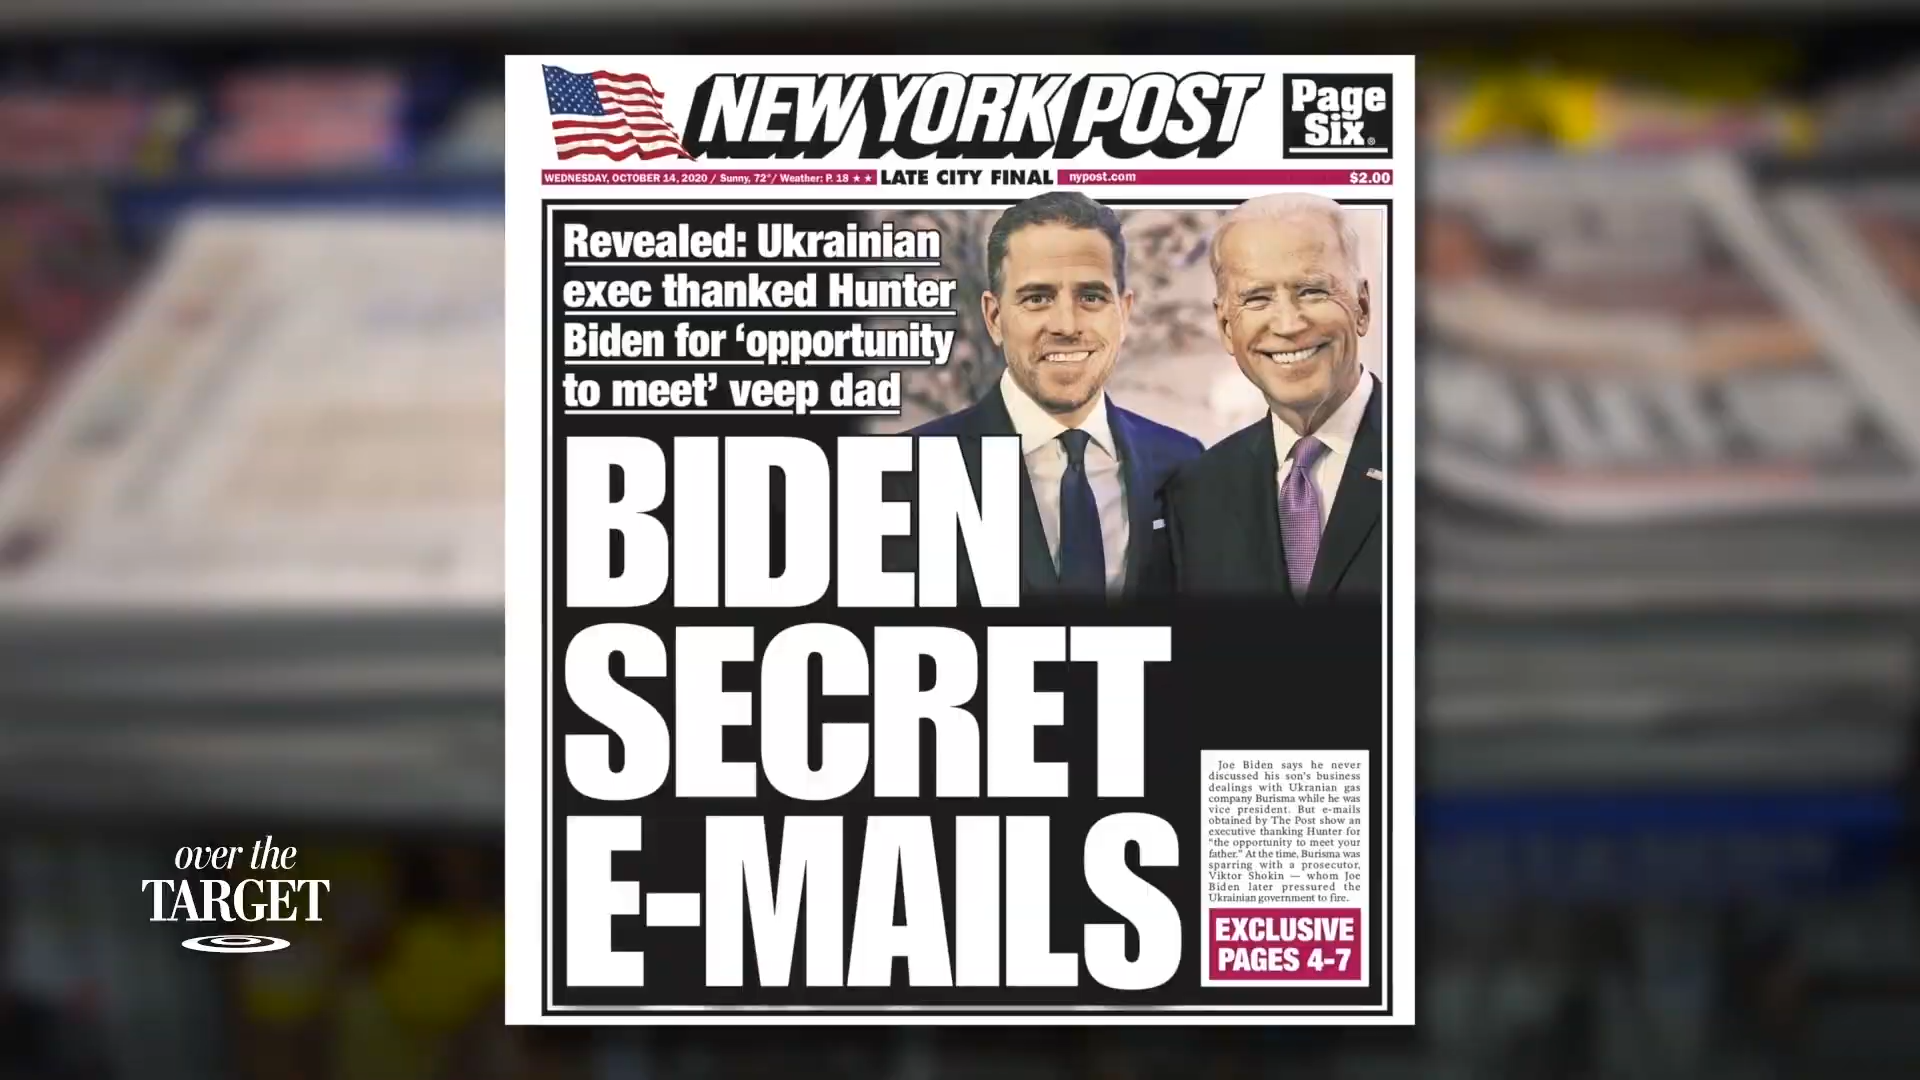 NEW YORK POST
Page
Six®
WEDNESDAY, OCTOBER 14, 2020 / Sunny, 72° / Weather: P. 18 ★★ LATE CITY FINAL nypost.com $2.00
Revealed: Ukrainian
exec thanked Hunter
Biden for ‘opportunity
to meet’ veep dad
BIDEN
SECRET
E-MAILS
Joe Biden says he never
discussed his son's business
dealings with Ukranian gas
company Burisma while he was
vice president. But e-mails
obtained by The Post show an
executive thanking Hunter for
"the opportunity to meet your
father." At the time, Burisma was
sparring with a prosecutor,
Viktor Shokin — whom Joe
Biden later pressured the
Ukrainian government to fire.
EXCLUSIVE
PAGES 4-7
over the
TARGET